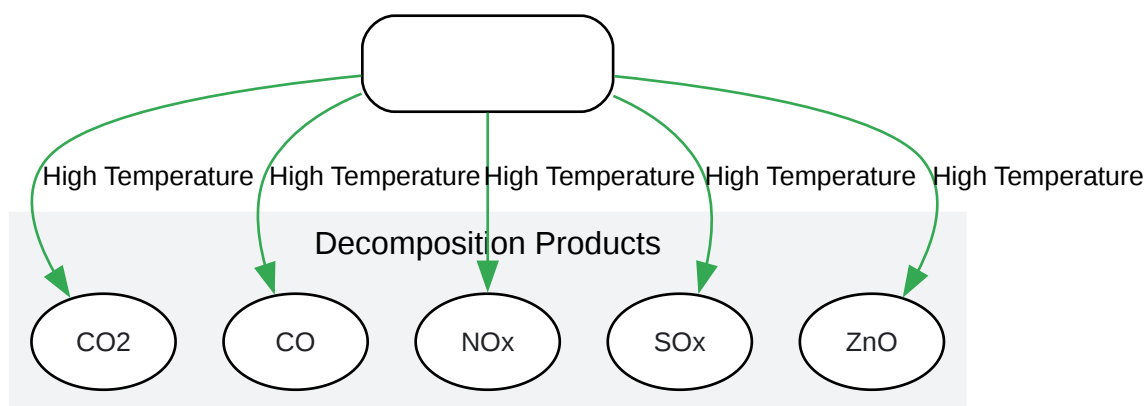 High Temperature High Temperature High Temperature High Temperature High Temperature
Decomposition Products
CO2 CO NOx SOx ZnO